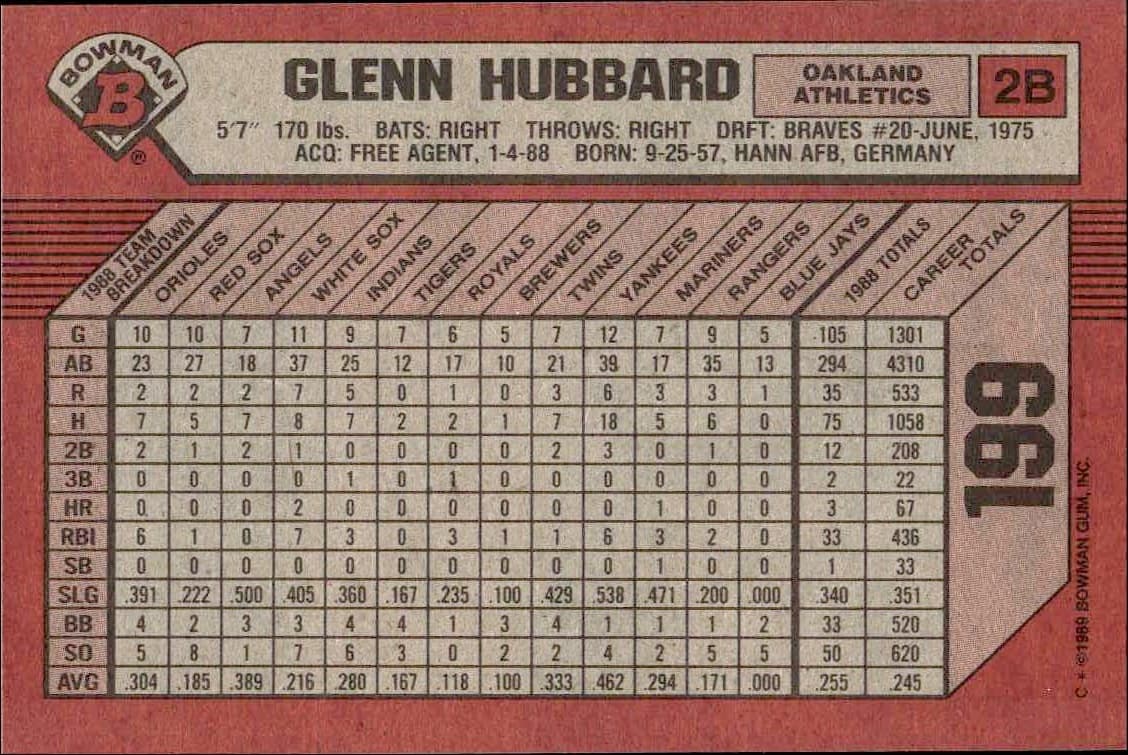 BOWMAN
B
®
GLENN HUBBARD
OAKLAND
ATHLETICS
2B
5'7" 170 lbs. BATS: RIGHT THROWS: RIGHT DRFT: BRAVES #20-JUNE, 1975
ACQ: FREE AGENT, 1-4-88 BORN: 9-25-57, HANN AFB, GERMANY
1988 TEAM BREAKDOWN ORIOLES RED SOX ANGELS WHITE SOX INDIANS TIGERS ROYALS BREWERS TWINS YANKEES MARINERS RANGERS BLUE JAYS 1988 TOTALS CAREER TOTALS
G 10 10 7 11 9 7 6 5 7 12 7 9 5 105 1301
AB 23 27 18 37 25 12 17 10 21 39 17 35 13 294 4310
R 2 2 2 7 5 0 1 0 3 6 3 3 1 35 533
H 7 5 7 8 7 2 2 1 7 18 5 6 0 75 1058
2B 2 1 2 1 0 0 0 0 2 3 0 1 0 12 208
3B 0 0 0 0 1 0 1 0 0 0 0 0 0 2 22
HR 0 0 0 2 0 0 0 0 0 0 1 0 0 3 67
RBI 6 1 0 7 3 0 3 1 1 6 3 2 0 33 436
SB 0 0 0 0 0 0 0 0 0 0 1 0 0 1 33
SLG .391 .222 .500 .405 .360 .167 .235 .100 .429 .538 .471 .200 .000 .340 .351
BB 4 2 3 3 4 4 1 3 4 1 1 1 2 33 520
SO 5 8 1 7 6 3 0 2 2 4 2 5 5 50 620
AVG .304 .185 .389 .216 .280 .167 .118 .100 .333 .462 .294 .171 .000 .255 .245
199
C * ©1989 BOWMAN GUM, INC.